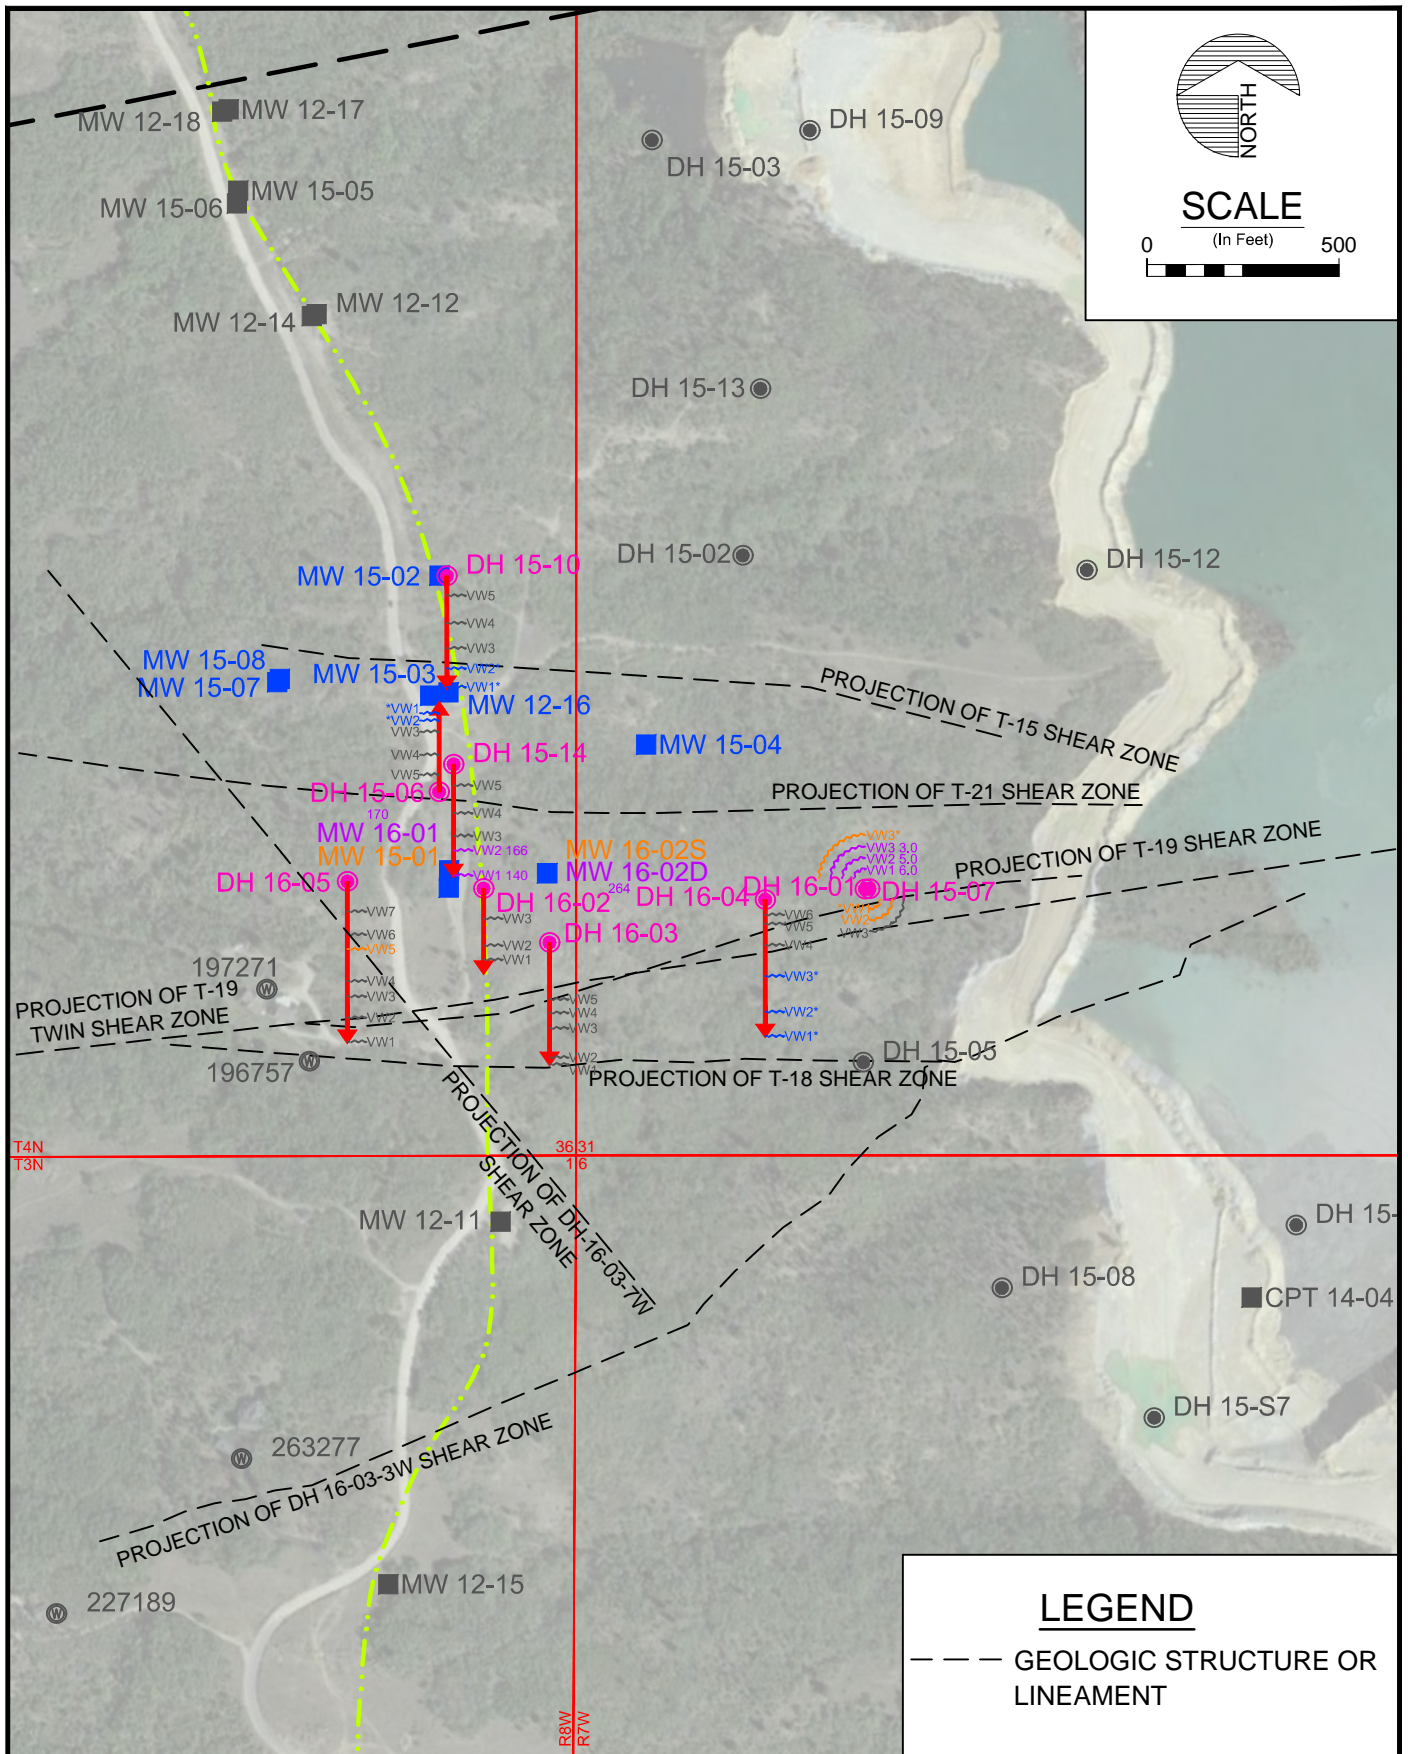 MW 12-17
MW 12-18
MW 15-05
MW 15-06
MW 12-12
MW 12-14
DH 15-09
DH 15-03
NORTH
SCALE
(In Feet)
0 500
DH 15-13
DH 15-02
DH 15-12
MW 15-02
DH 15-10
VW5
VW4
VW3
VW2*
VW1*
MW 15-08
MW 15-07
MW 15-03
MW 12-16
*VW1
*VW2
VW3
VW4
VW5
PROJECTION OF T-15 SHEAR ZONE
MW 15-04
DH 15-14
VW5
VW4
VW3
VW2 166
VW1 140
DH 15-06
PROJECTION OF T-21 SHEAR ZONE
170
MW 16-01
MW 15-01
MW 16-02S
MW 16-02D
264
VW3*
VW3 3.0
VW2 5.0
VW1 6.0
PROJECTION OF T-19 SHEAR ZONE
DH 16-05
VW7
VW6
VW5
VW4
VW3
VW2
VW1
DH 16-02
VW3
VW2
VW1
DH 16-03
VW5
VW4
VW3
VW2
VW1
DH 16-04
VW6
VW5
VW4
VW3*
VW2*
VW1*
DH 16-01
DH 15-07
*VW1
VW2
VW3
197271
W
PROJECTION OF T-19
TWIN SHEAR ZONE
196757
W
DH 15-05
PROJECTION OF T-18 SHEAR ZONE
PROJECTION OF DH-16-03-7W
SHEAR ZONE
T4N
T3N
36 31
1 6
MW 12-11
DH 15-
DH 15-08
CPT 14-04
DH 15-S7
263277
W
PROJECTION OF DH 16-03-3W SHEAR ZONE
MW 12-15
227189
W
R8W
R7W
LEGEND
GEOLOGIC STRUCTURE OR
LINEAMENT